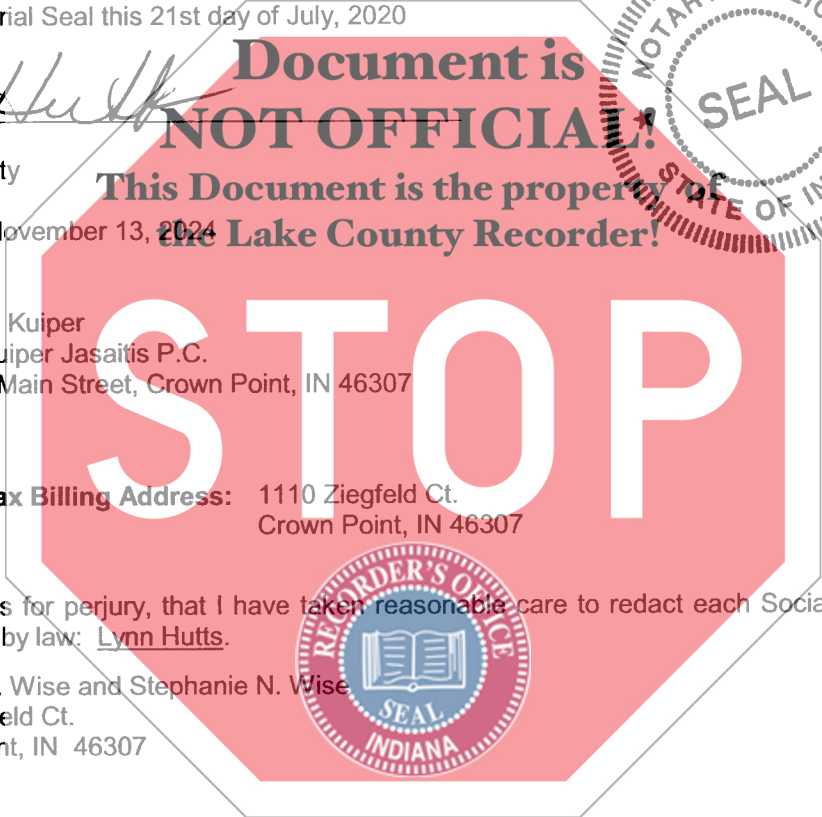 rial Seal this 21st day of July, 2020
Document is
NOT OFFICIAL!
This Document is the property of
the Lake County Recorder!
NOTAR
SEAL
STATE OF IN
ty
ovember 13, 2024
STOP
Kuiper
uiper Jasaitis P.C.
Main Street, Crown Point, IN 46307
ax Billing Address: 1110 Ziegfeld Ct.
Crown Point, IN 46307
s for perjury, that I have taken reasonable care to redact each Socia
by law: Lynn Hutts.
RECORDER'S OFFICE
SEAL
INDIANA
. Wise and Stephanie N. Wise
eld Ct.
nt, IN 46307